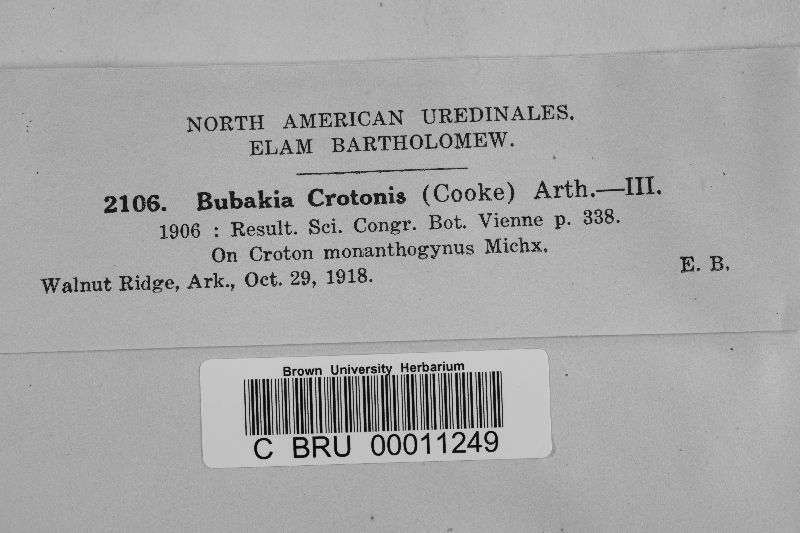 NORTH AMERICAN UREDINALES.
ELAM BARTHOLOMEW.
2106. Bubakia Crotonis (Cooke) Arth.—III.
1906 : Result. Sci. Congr. Bot. Vienne p. 338.
On Croton monanthogynus Michx.
Walnut Ridge, Ark., Oct. 29, 1918. E. B.
Brown University Herbarium
C BRU 00011249